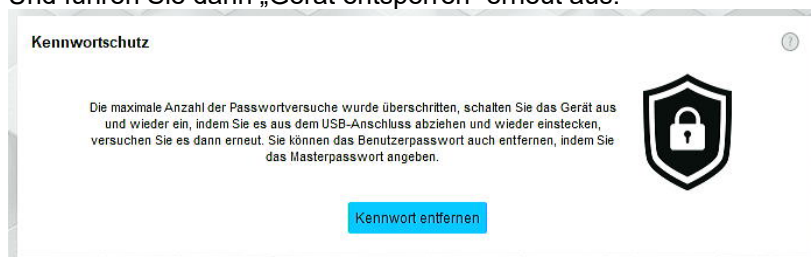 Und führen Sie dann „Gerät entsperren“ erneut aus.
Kennwortschutz
?
Die maximale Anzahl der Passwortversuche wurde überschritten, schalten Sie das Gerät aus
und wieder ein, indem Sie es aus dem USB-Anschluss abziehen und wieder einstecken,
versuchen Sie es dann erneut. Sie können das Benutzerpasswort auch entfernen, indem Sie
das Masterpasswort angeben.
Kennwort entfernen